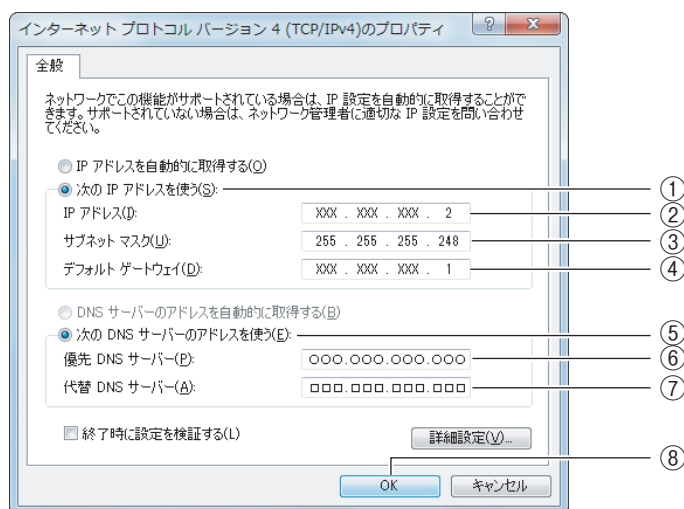 インターネット プロトコル バージョン 4 (TCP/IPv4)のプロパティ
全般
ネットワークでこの機能がサポートされている場合は、IP 設定を自動的に取得することがで
きます。サポートされていない場合は、ネットワーク管理者に適切な IP 設定を問い合わせ
てください。
IP アドレスを自動的に取得する(O)
次の IP アドレスを使う(S): ①
IP アドレス(I): XXX . XXX . XXX . 2 ②
サブネット マスク(U): 255 . 255 . 255 . 248 ③
デフォルト ゲートウェイ(D): XXX . XXX . XXX . 1 ④
DNS サーバーのアドレスを自動的に取得する(B)
次の DNS サーバーのアドレスを使う(E): ⑤
優先 DNS サーバー(P): ○○○.○○○.○○○.○○○ ⑥
代替 DNS サーバー(A): □□□.□□□.□□□.□□□ ⑦
終了時に設定を検証する(L)
詳細設定(V)...
⑧
OK キャンセル